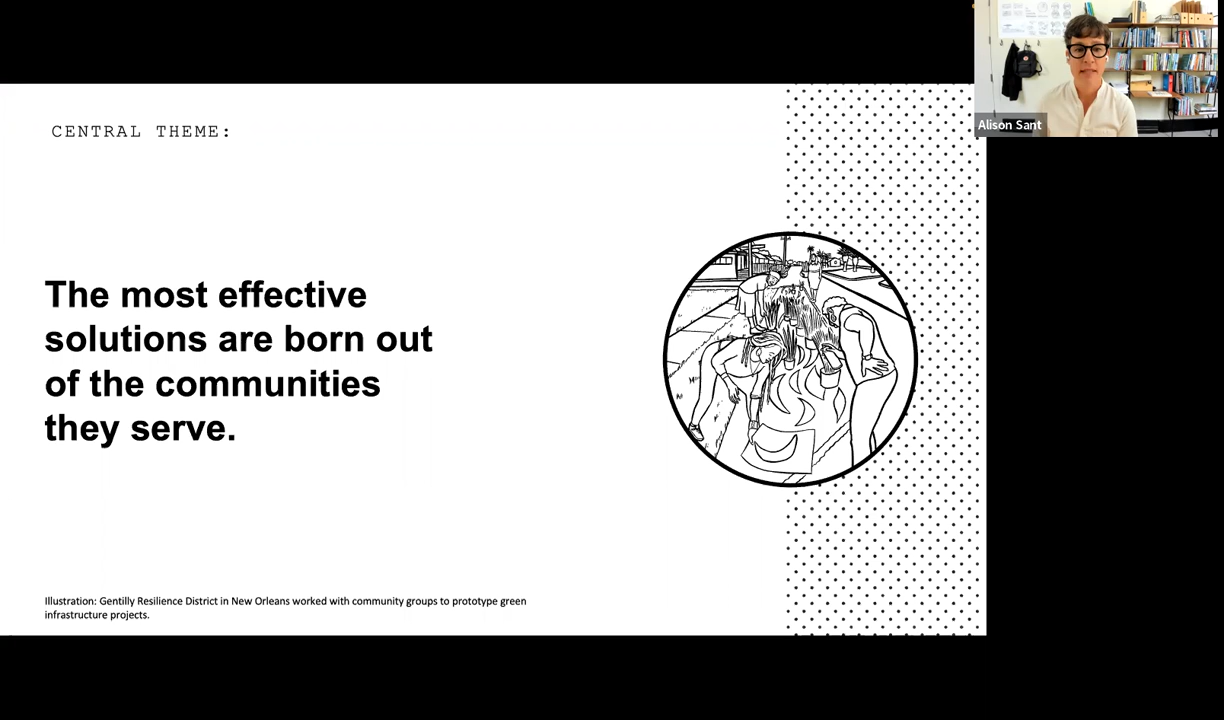 CENTRAL THEME:
The most effective
solutions are born out
of the communities
they serve.
Illustration: Gentilly Resilience District in New Orleans worked with community groups to prototype green
infrastructure projects.
Alison Sant